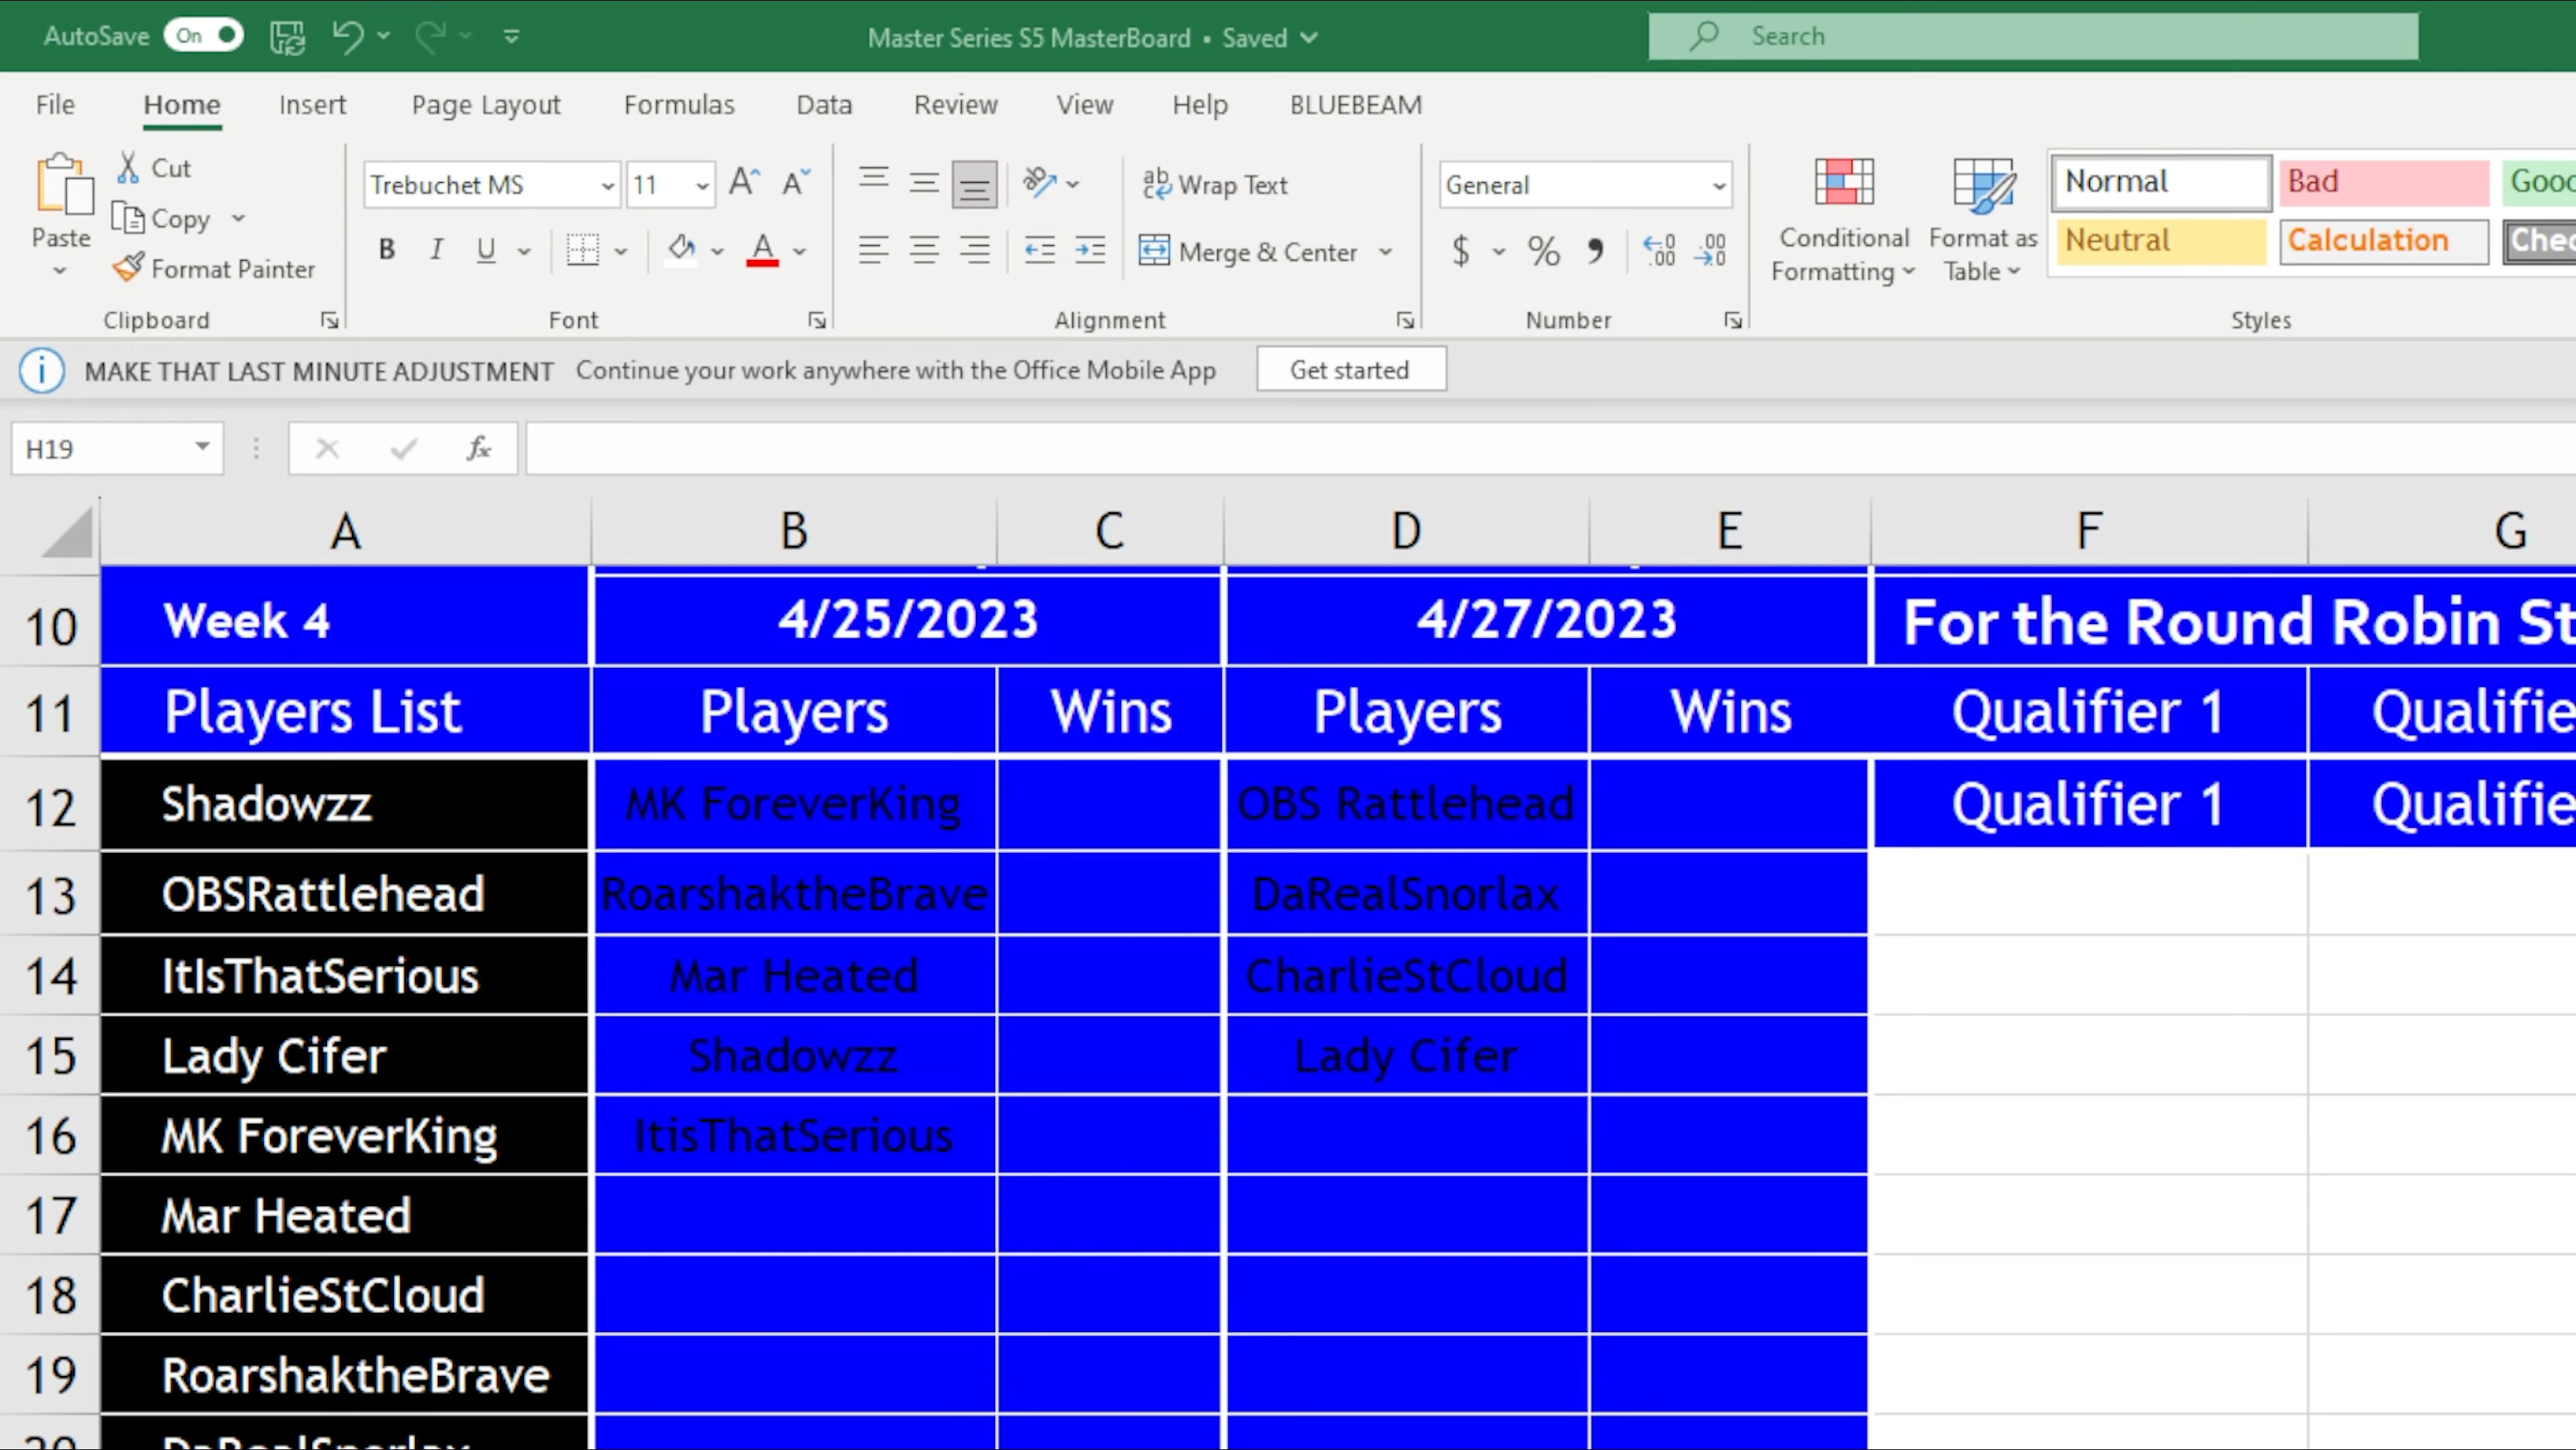 AutoSave On Master Series S5 MasterBoard • Saved Search
File Home Insert Page Layout Formulas Data Review View Help BLUEBEAM
Paste Cut Copy Format Painter
Clipboard
Trebuchet MS 11
B I U A
Font
Wrap Text
Merge & Center
Alignment
General
$ % , .00 .00
Number
Conditional Formatting Format as Table
Normal Bad
Neutral Calculation
Styles
MAKE THAT LAST MINUTE ADJUSTMENT Continue your work anywhere with the Office Mobile App Get started
H19 fx
A B C D E F G
10 Week 4 4/25/2023 4/27/2023 For the Round Robin St
11 Players List Players Wins Players Wins Qualifier 1 Qualifie
12 Shadowzz MK ForeverKing OBS Rattlehead Qualifier 1 Qualifie
13 OBSRattlehead RoarshaktheBrave DaRealSnorlax
14 ItIsThatSerious Mar Heated CharlieStCloud
15 Lady Cifer Shadowzz Lady Cifer
16 MK ForeverKing ItisThatSerious
17 Mar Heated
18 CharlieStCloud
19 RoarshaktheBrave